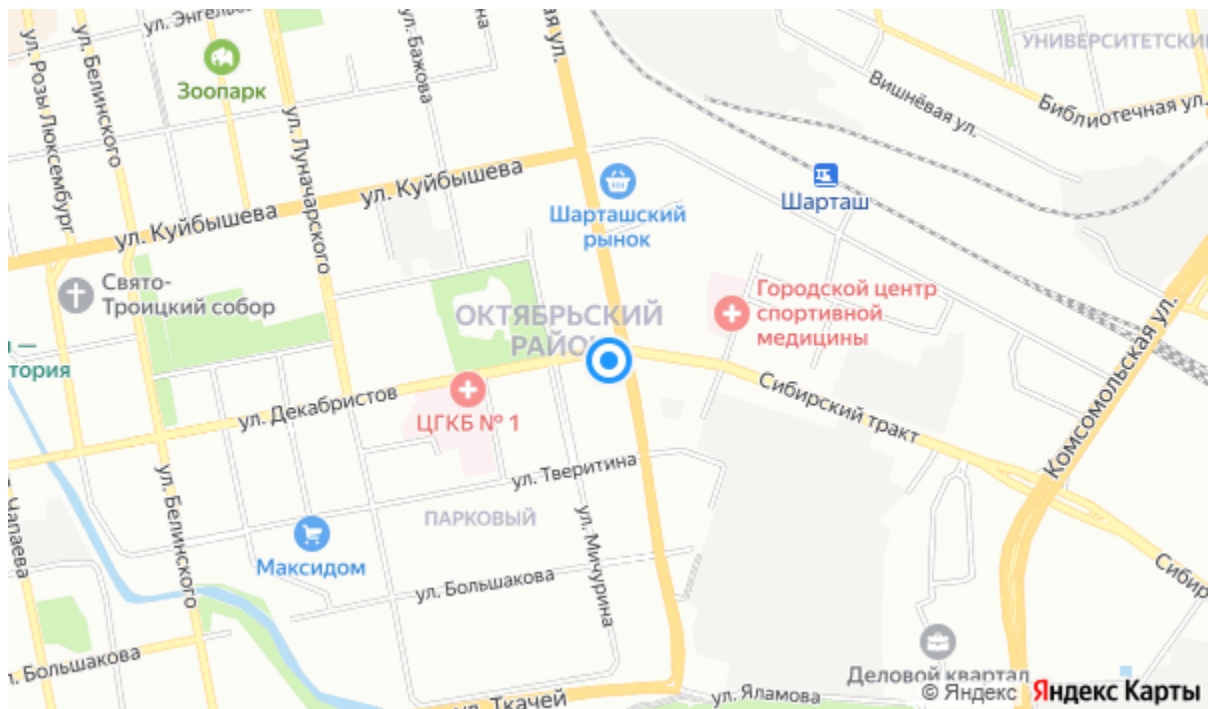 ул. Энгельса
ул. Розы Люксембург
ул. Белинского
Зоопарк
ул. Луначарского
ул. Бажова
ул.
УНИВЕРСИТЕТСКИ
Вишнёвая ул.
Библиотечная ул.
ул. Куйбышева
ул. Куйбышева
Шарташский
рынок
Шарташ
Свято-
Троицкий собор
ОКТЯБРЬСКИЙ
РАЙОН
Городской центр
спортивной
медицины
Комсомольская ул.
тория
ул. Декабристов
ЦГКБ № 1
Сибирский тракт
ул. Тверитина
ПАРКОВЫЙ
Чапаева
ул. Белинского
Максидом
ул. Большакова
ул. Мичурина
Сибир
Большакова
Деловой квартал
ул. Ткачей
ул. Яламова
© Яндекс Яндекс Карты